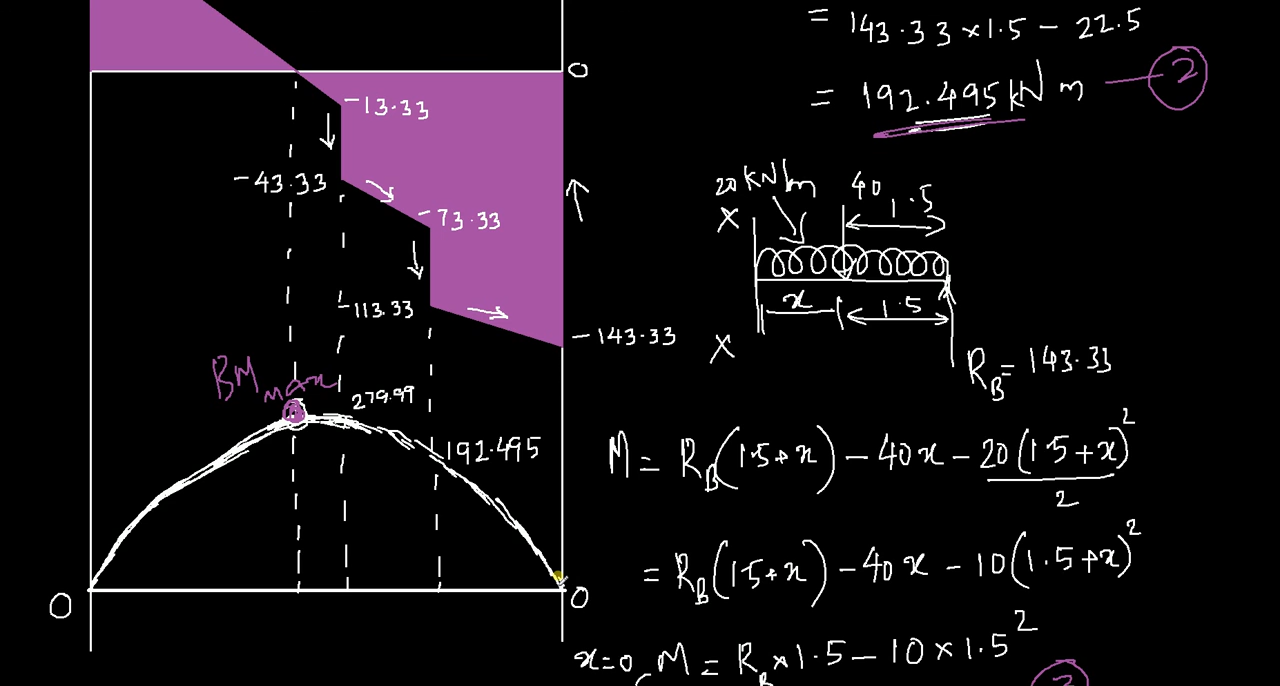 0
-13.33
-43.33
-73.33
-113.33
-143.33
BM max
279.99
192.495
0
0
= 143.33×1.5 - 22.5
= 192.495 kN m
2
20 kN/m
40
1.5
X
x
1.5
X
R_B = 143.33
M = R_B(1.5+x) - 40x - 20(1.5+x)²
2
= R_B(1.5+x) - 40x - 10(1.5+x)²
x=0, M = R_B×1.5 - 10×1.5²